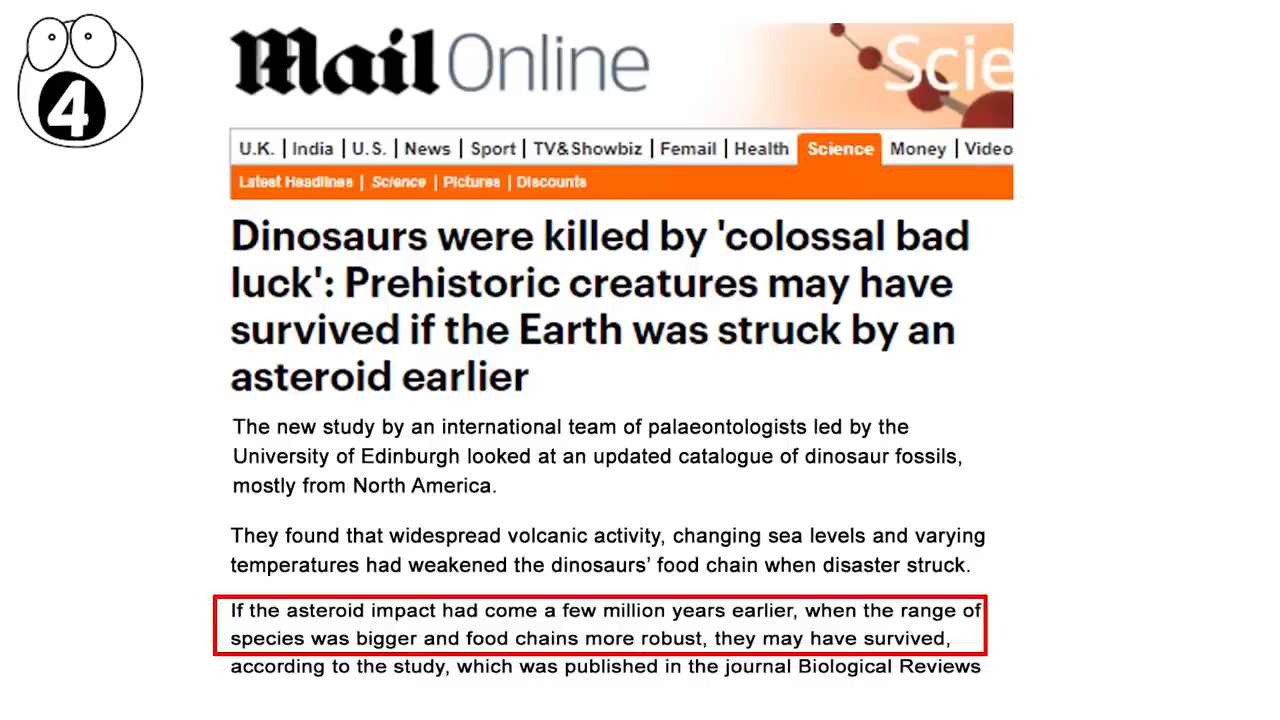 4
Mail Online
Scie
U.K. | India | U.S. | News | Sport | TV&Showbiz | Femail | Health | Science | Money | Video
Latest Headlines | Science | Pictures | Discounts
Dinosaurs were killed by 'colossal bad
luck': Prehistoric creatures may have
survived if the Earth was struck by an
asteroid earlier
The new study by an international team of palaeontologists led by the
University of Edinburgh looked at an updated catalogue of dinosaur fossils,
mostly from North America.
They found that widespread volcanic activity, changing sea levels and varying
temperatures had weakened the dinosaurs’ food chain when disaster struck.
If the asteroid impact had come a few million years earlier, when the range of
species was bigger and food chains more robust, they may have survived,
according to the study, which was published in the journal Biological Reviews